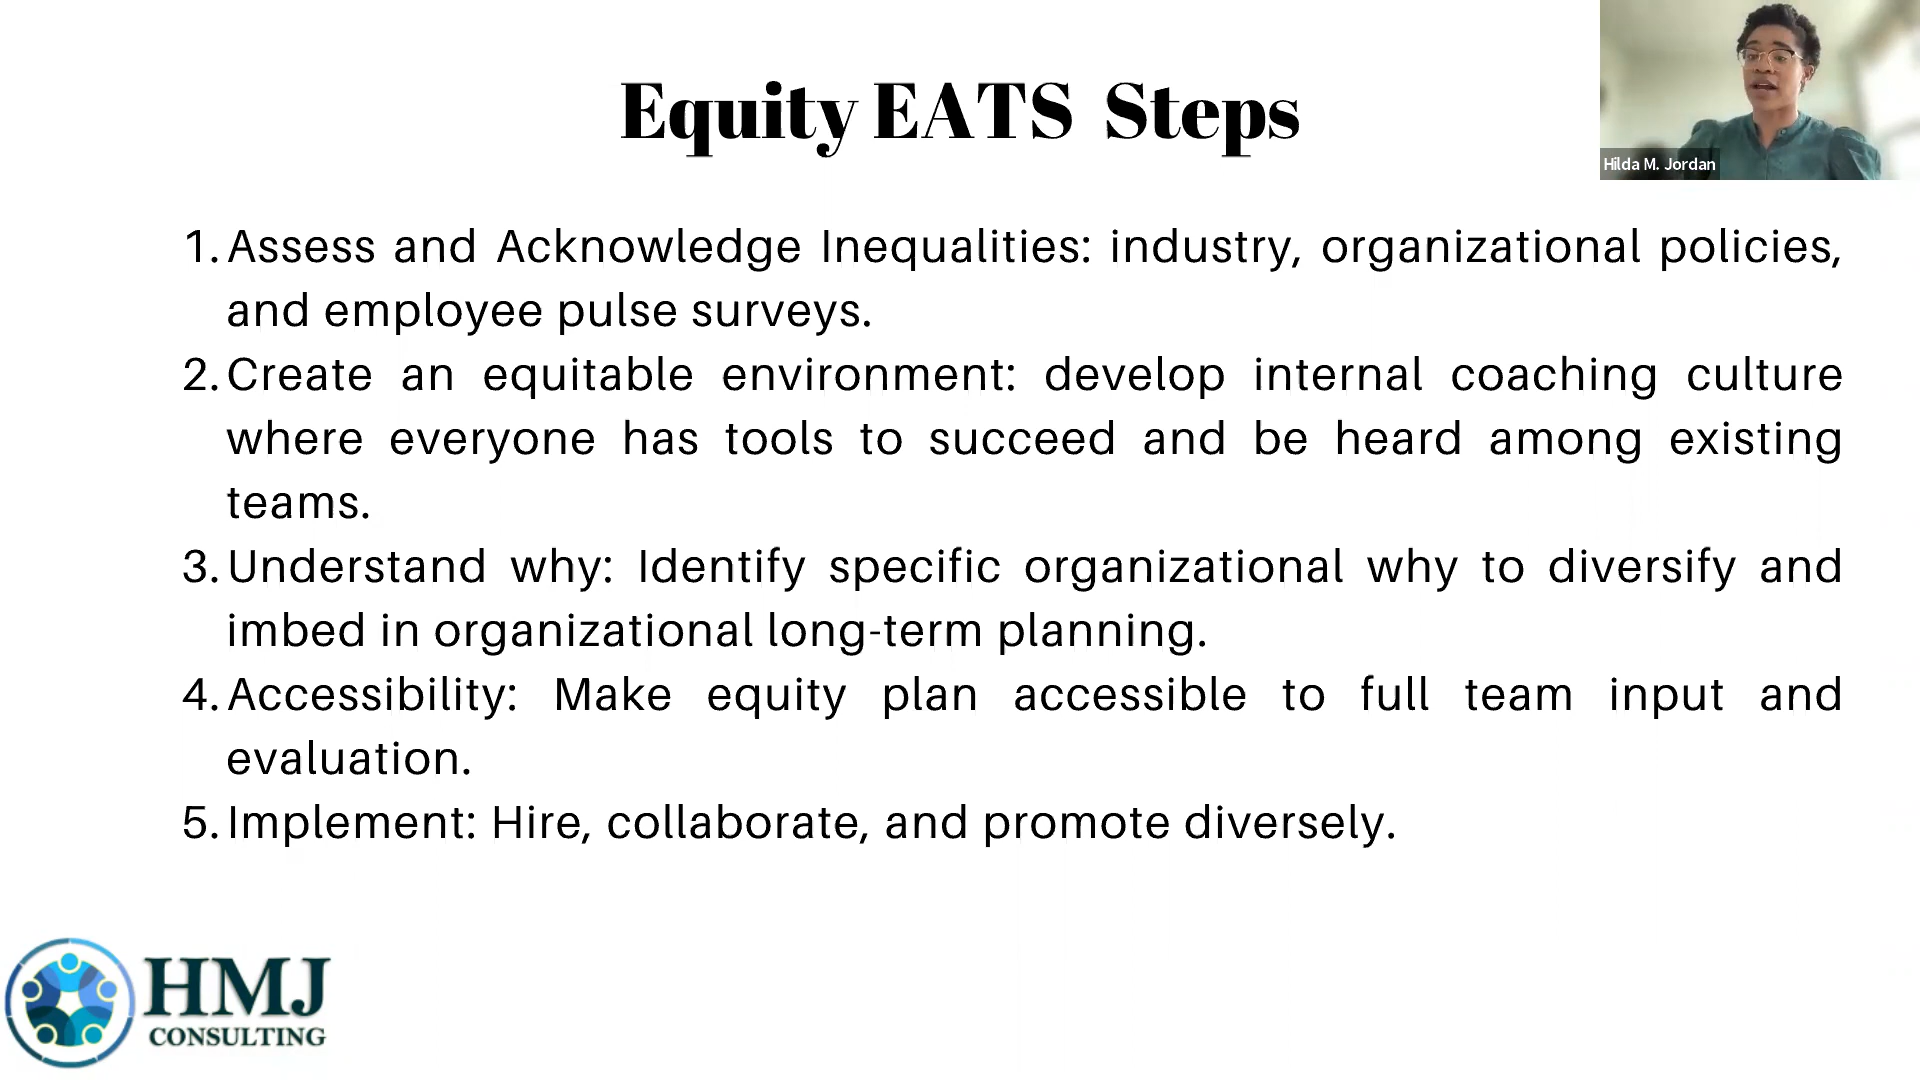 Equity EATS Steps
Hilda M. Jordan
1. Assess and Acknowledge Inequalities: industry, organizational policies,
and employee pulse surveys.
2. Create an equitable environment: develop internal coaching culture
where everyone has tools to succeed and be heard among existing
teams.
3. Understand why: Identify specific organizational why to diversify and
imbed in organizational long-term planning.
4. Accessibility: Make equity plan accessible to full team input and
evaluation.
5. Implement: Hire, collaborate, and promote diversely.
HMJ
CONSULTING